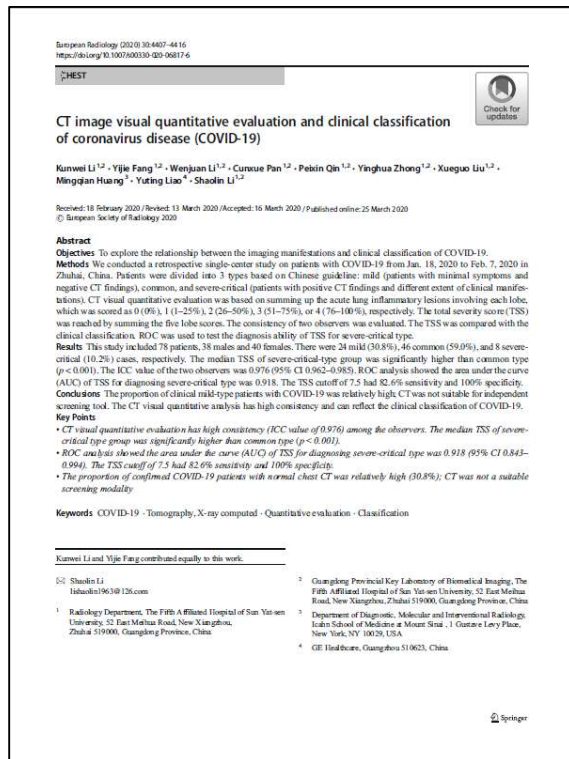 European Radiology (2020) 30:4407–4416
https://doi.org/10.1007/s00330-020-06817-6
CHEST
Check for
updates
CT image visual quantitative evaluation and clinical classification
of coronavirus disease (COVID-19)
Kunwei Li 1,2 · Yijie Fang 1,2 · Wenjuan Li 1,2 · Cunxue Pan 1,2 · Peixin Qin 1,2 · Yinghua Zhong 1,2 · Xueguo Liu 1,2 ·
Mingqian Huang 3 · Yuting Liao 4 · Shaolin Li 1,2
Received: 18 February 2020 / Revised: 13 March 2020 / Accepted: 16 March 2020 / Published online: 25 March 2020
© European Society of Radiology 2020
Abstract
Objectives To explore the relationship between the imaging manifestations and clinical classification of COVID-19.
Methods We conducted a retrospective single-center study on patients with COVID-19 from Jan. 18, 2020 to Feb. 7, 2020 in
Zhuhai, China. Patients were divided into 3 types based on Chinese guideline: mild (patients with minimal symptoms and
negative CT findings), common, and severe-critical (patients with positive CT findings and different extent of clinical manifes-
tations). CT visual quantitative evaluation was based on summing up the acute lung inflammatory lesions involving each lobe,
which was scored as 0 (0%), 1 (1–25%), 2 (26–50%), 3 (51–75%), or 4 (76–100%), respectively. The total severity score (TSS)
was reached by summing the five lobe scores. The consistency of two observers was evaluated. The TSS was compared with the
clinical classification. ROC was used to test the diagnosis ability of TSS for severe-critical type.
Results This study included 78 patients, 38 males and 40 females. There were 24 mild (30.8%), 46 common (59.0%), and 8 severe-
critical (10.2%) cases, respectively. The median TSS of severe-critical-type group was significantly higher than common type
(p < 0.001). The ICC value of the two observers was 0.976 (95% CI 0.962–0.985). ROC analysis showed the area under the curve
(AUC) of TSS for diagnosing severe-critical type was 0.918. The TSS cutoff of 7.5 had 82.6% sensitivity and 100% specificity.
Conclusions The proportion of clinical mild-type patients with COVID-19 was relatively high; CT was not suitable for independent
screening tool. The CT visual quantitative analysis has high consistency and can reflect the clinical classification of COVID-19.
Key Points
• CT visual quantitative evaluation has high consistency (ICC value of 0.976) among the observers. The median TSS of severe-
critical type group was significantly higher than common type (p < 0.001).
• ROC analysis showed the area under the curve (AUC) of TSS for diagnosing severe-critical type was 0.918 (95% CI 0.843–
0.994). The TSS cutoff of 7.5 had 82.6% sensitivity and 100% specificity.
• The proportion of confirmed COVID-19 patients with normal chest CT was relatively high (30.8%); CT was not a suitable
screening modality
Keywords COVID-19 · Tomography, X-ray computed · Quantitative evaluation · Classification
Kunwei Li and Yijie Fang contributed equally to this work.
Shaolin Li
lishaolin1963@126.com
1 Radiology Department, The Fifth Affiliated Hospital of Sun Yat-sen
University, 52 East Meihua Road, New Xiangzhou,
Zhuhai 519000, Guangdong Province, China
2 Guangdong Provincial Key Laboratory of Biomedical Imaging, The
Fifth Affiliated Hospital of Sun Yat-sen University, 52 East Meihua
Road, New Xiangzhou, Zhuhai 519000, Guangdong Province, China
3 Department of Diagnostic, Molecular and Interventional Radiology,
Icahn School of Medicine at Mount Sinai, 1 Gustave Levy Place,
New York, NY 10029, USA
4 GE Healthcare, Guangzhou 510623, China
Springer